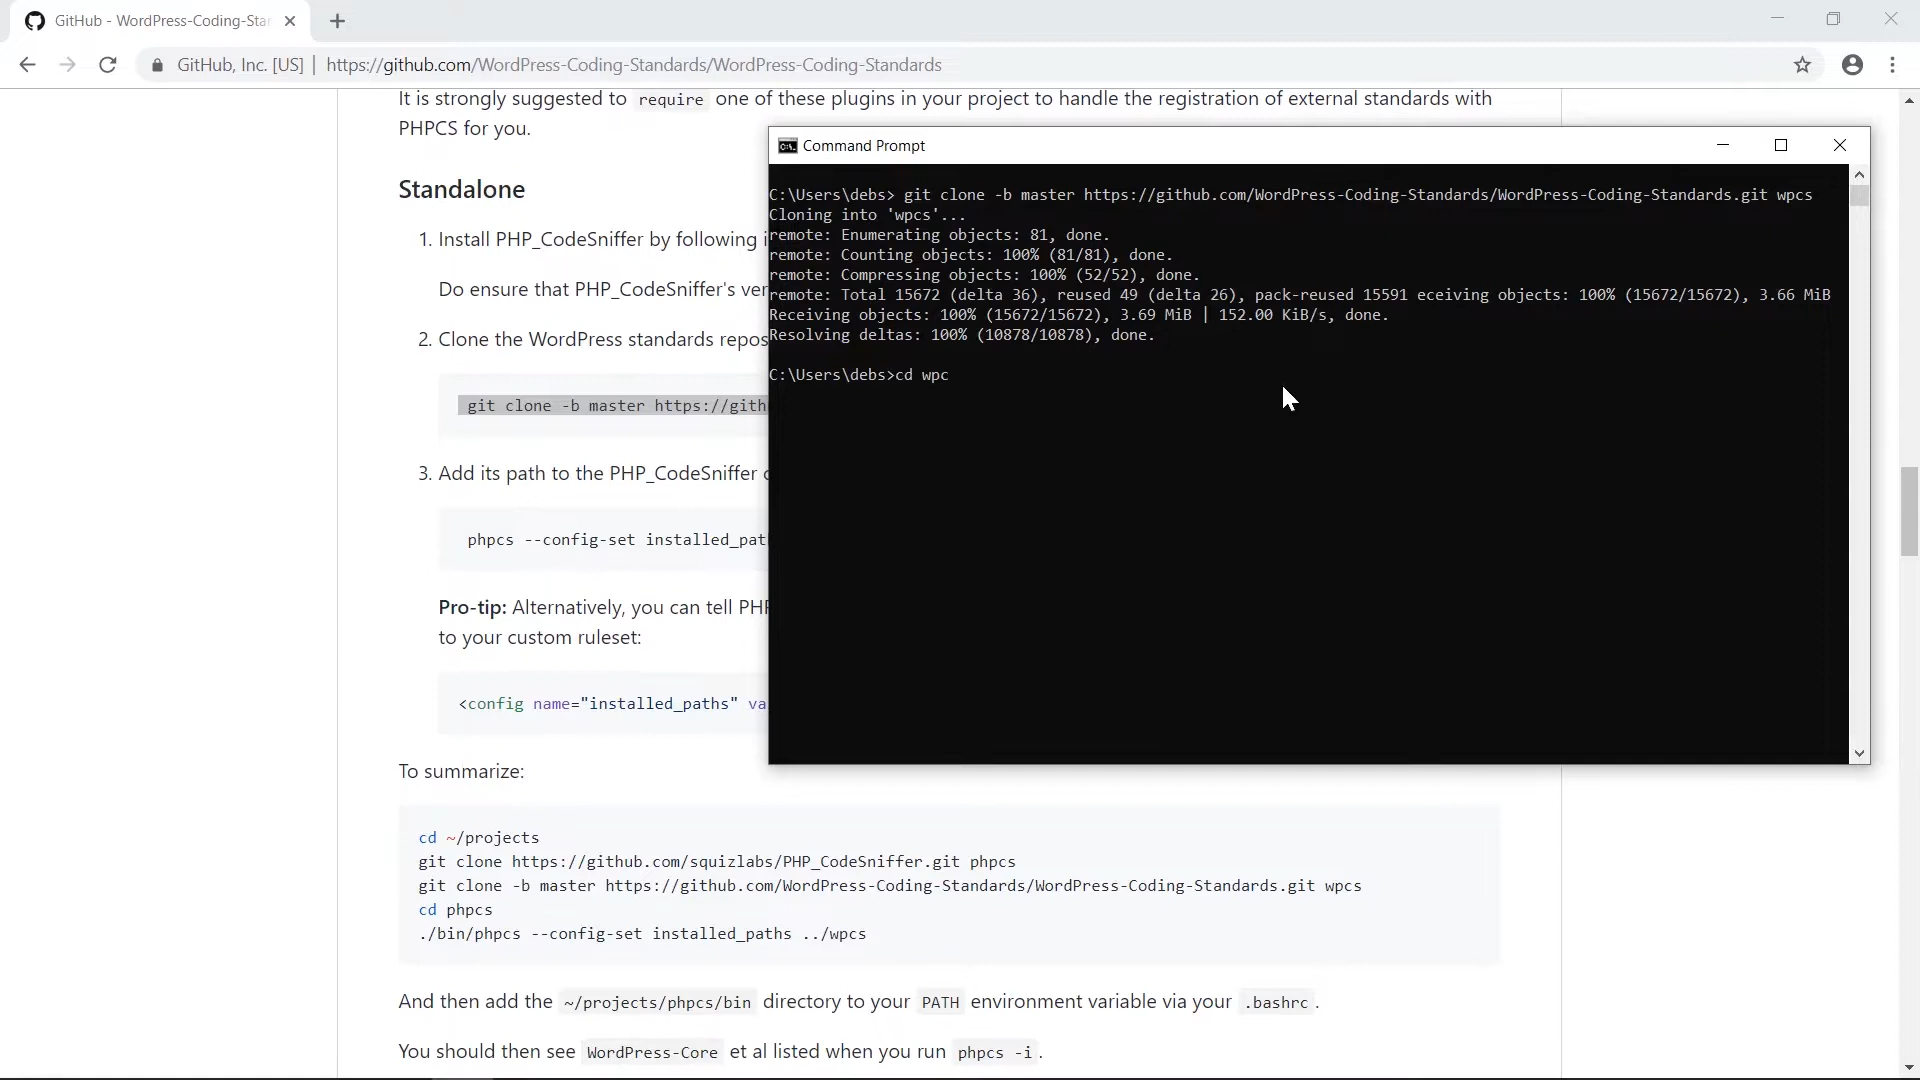 GitHub - WordPress-Coding-Sta
GitHub, Inc. [US] | https://github.com/WordPress-Coding-Standards/WordPress-Coding-Standards
It is strongly suggested to require one of these plugins in your project to handle the registration of external standards with
PHPCS for you.
Standalone
1. Install PHP_CodeSniffer by following i
Do ensure that PHP_CodeSniffer's ver
2. Clone the WordPress standards repos
git clone -b master https://gith
3. Add its path to the PHP_CodeSniffer c
phpcs --config-set installed_pat
Pro-tip: Alternatively, you can tell PHP
to your custom ruleset:
<config name="installed_paths" va
Command Prompt
C:\Users\debs> git clone -b master https://github.com/WordPress-Coding-Standards/WordPress-Coding-Standards.git wpcs
Cloning into 'wpcs'...
remote: Enumerating objects: 81, done.
remote: Counting objects: 100% (81/81), done.
remote: Compressing objects: 100% (52/52), done.
remote: Total 15672 (delta 36), reused 49 (delta 26), pack-reused 15591 eceiving objects: 100% (15672/15672), 3.66 MiB
Receiving objects: 100% (15672/15672), 3.69 MiB | 152.00 KiB/s, done.
Resolving deltas: 100% (10878/10878), done.
C:\Users\debs>cd wpc
To summarize:
cd ~/projects
git clone https://github.com/squizlabs/PHP_CodeSniffer.git phpcs
git clone -b master https://github.com/WordPress-Coding-Standards/WordPress-Coding-Standards.git wpcs
cd phpcs
./bin/phpcs --config-set installed_paths ../wpcs
And then add the ~/projects/phpcs/bin directory to your PATH environment variable via your .bashrc.
You should then see WordPress-Core et al listed when you run phpcs -i.